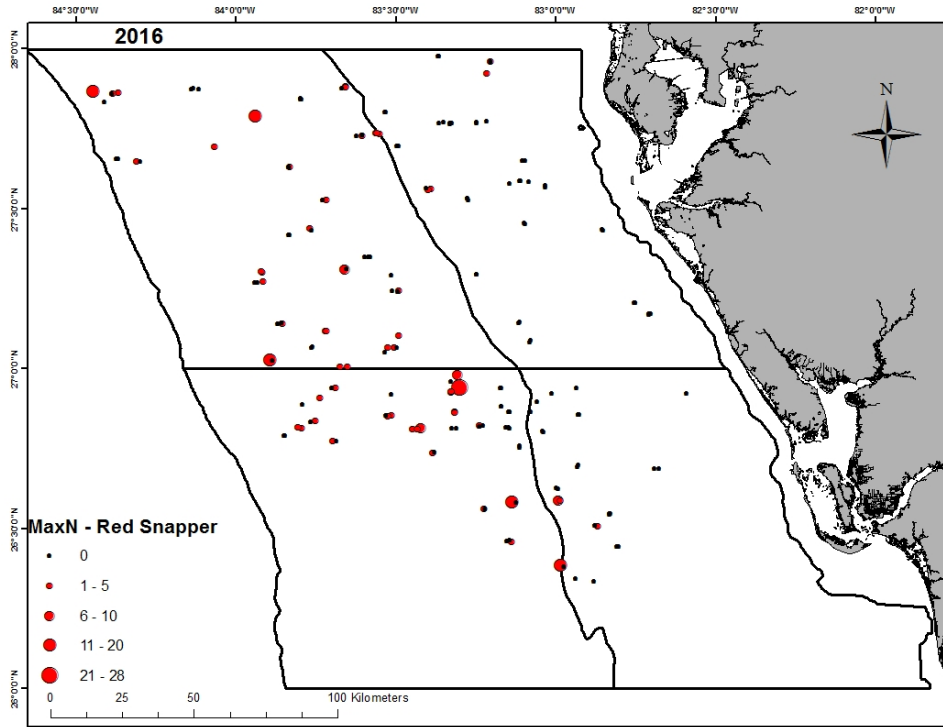 84°30'0"W 84°0'0"W 83°30'0"W 83°0'0"W 82°30'0"W 82°0'0"W
2016
28°0'0"N
N
27°30'0"N
27°0'0"N
26°30'0"N
MaxN - Red Snapper
0
1 - 5
6 - 10
11 - 20
21 - 28
26°0'0"N
0 25 50 100 Kilometers